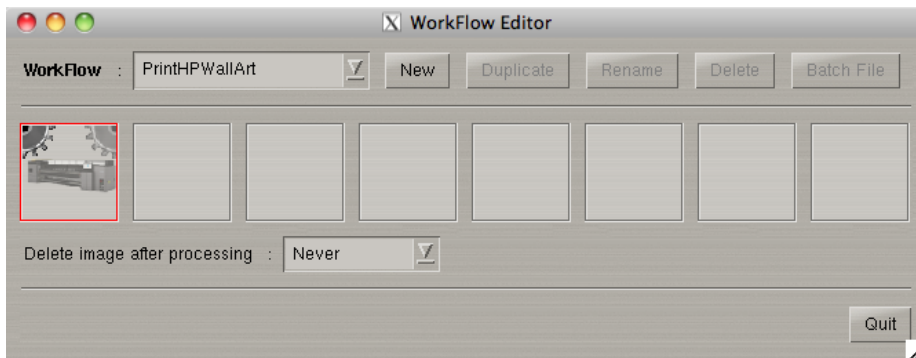 WorkFlow Editor
WorkFlow : PrintHPWallArt New Duplicate Rename Delete Batch File
Delete image after processing : Never
Quit